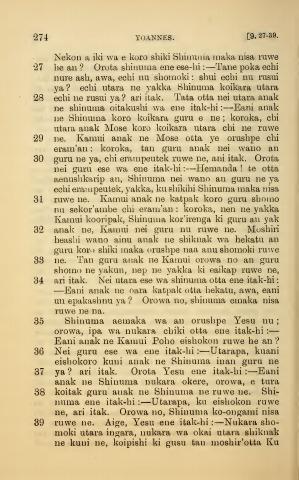 274 YOANNES. [9, 27-39.
Nekon a iki wa e koro shiki Shinuma maka nisa ruwe
27 he an? Orota shinuma ene ese-hi:—Tane poka echi
nure ash, awa, echi nu shomoki: shui echi nu rusui
ya? echi utara ne yakka Shinuma koikara utara
28 echi ne rusui ya? ari itak. Tata otta nei utara anak
ne shinuma oitakushi wa ene itak-hi:—Eani anak
ne Shinuma koro koikara guru e ne; koroka, chi
utara anak Mose koro koikara utara chi ne ruwe
29 ne. Kamui anak ne Mose otta ye orushpe chi
eram'an: koroka, tan guru anak nei wano an
30 guru ne ya, chi erampeutek ruwe ne, ani itak. Orota
nei guru ese wa ene itak-hi:—Hemanda! te otta
aennushkarip an, Shinuma nei wano an guru ne ya
echi erampeutek, yakka, ku shikihi Shinuma maka nisa
31 ruwe ne. Kamui anak ne katpak koro guru shomo
nu sekor'ambe chi eram'an: koroka, nen ne yakka
Kamui kooripak, Shinuma kor'irenga ki guru an yak
32 anak ne, Kamui nei guru nu ruwe ne. Moshiri
heashi wano ainu anak ne shiknak wa hekatu an
guru koro shiki maka orushpe naa anu shomoki ruwe
33 ne. Tan guru anak ne Kamui orowa no an guru
shomo ne yakun, nep ne yakka ki eaikap ruwe ne,
34 ari itak. Nei utara ese wa shinuma otta ene itak-hi:
—Eani anak ne oara katpak otta hekatu, awa, eani
un epakashnu ya? Orowa no, shinuma emaka nisa
ruwe ne na.
35 Shinuma aemaka wa an orushpe Yesu nu;
orowa, ipa wa nukara chiki otta ene itak-hi:—
Eani anak ne Kamui Poho eishokon ruwe he an?
36 Nei guru ese wa ene itak-hi:—Utarapa, kuani
eishokoro kuni anak ne Shinuma inan guru ne
37 ya? ari itak. Orota Yesu ene itak-hi:—Eani
anak ne Shinuma nukara okere, orowa, e tura
38 koitak guru anak ne Shinuma ne ruwe ne. Shi-
numa ene itak-hi:—Utarapa, ku eishokon ruwe
ne, ari itak. Orowa no, Shinuma ko-ongami nisa
39 ruwe ne. Aige, Yesu ene itak-hi:—Nukara sho-
moki utara ingara, nukara wa okai utara shiknak
ne kuni ne, koipishi ki gusu tan moshir'otta Ku